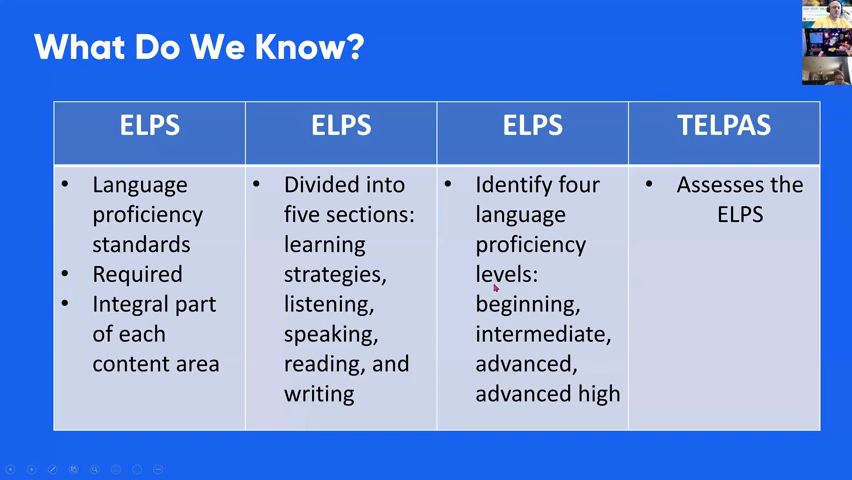 What Do We Know?
ELPS
ELPS
ELPS
TELPAS
• Language
proficiency
standards
• Required
• Integral part
of each
content area
• Divided into
five sections:
learning
strategies,
listening,
speaking,
reading, and
writing
• Identify four
language
proficiency
levels:
beginning,
intermediate,
advanced,
advanced high
• Assesses the
ELPS